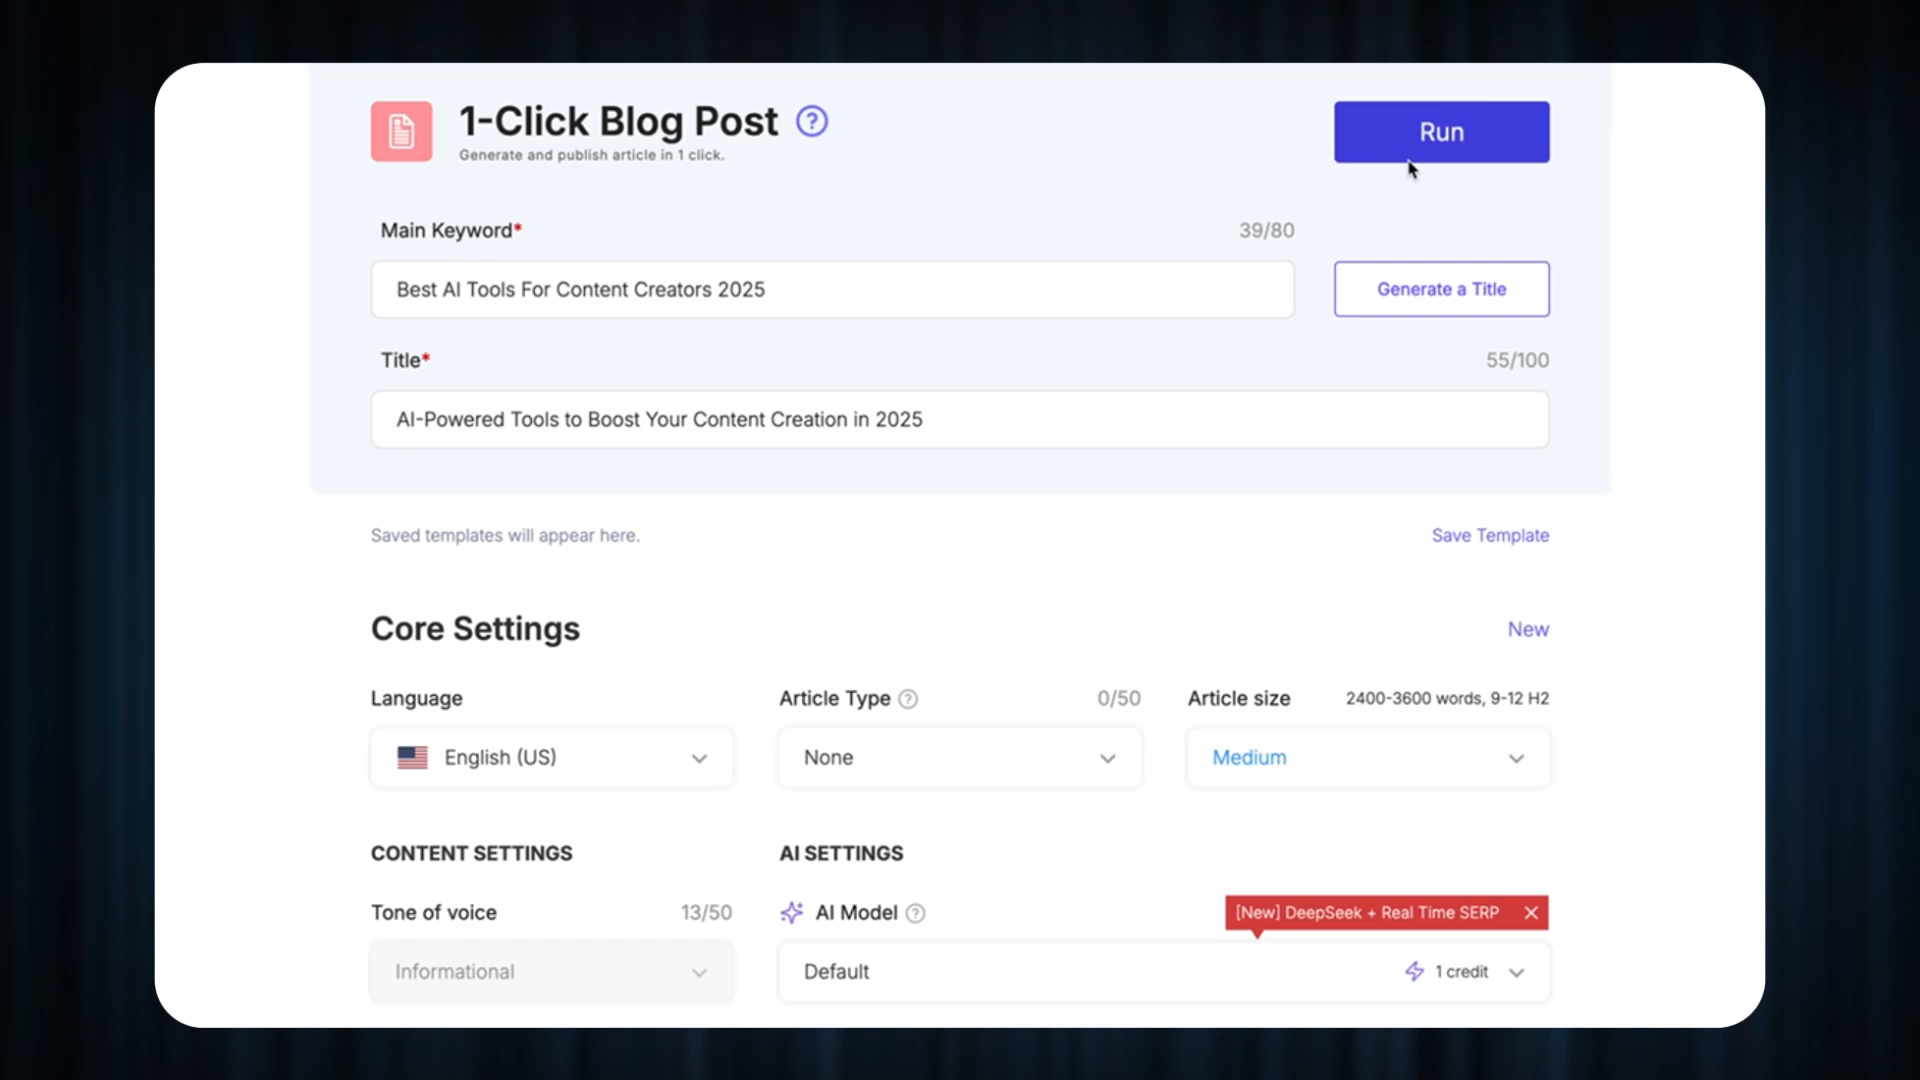 1-Click Blog Post ?
Generate and publish article in 1 click.
Run
Main Keyword* 39/80
Best AI Tools For Content Creators 2025
Generate a Title
Title* 55/100
AI-Powered Tools to Boost Your Content Creation in 2025
Saved templates will appear here. Save Template
Core Settings New
Language
Article Type ? 0/50
Article size 2400-3600 words, 9-12 H2
English (US)
None
Medium
CONTENT SETTINGS
AI SETTINGS
Tone of voice 13/50
AI Model ?
[New] DeepSeek + Real Time SERP
Informational
Default 1 credit